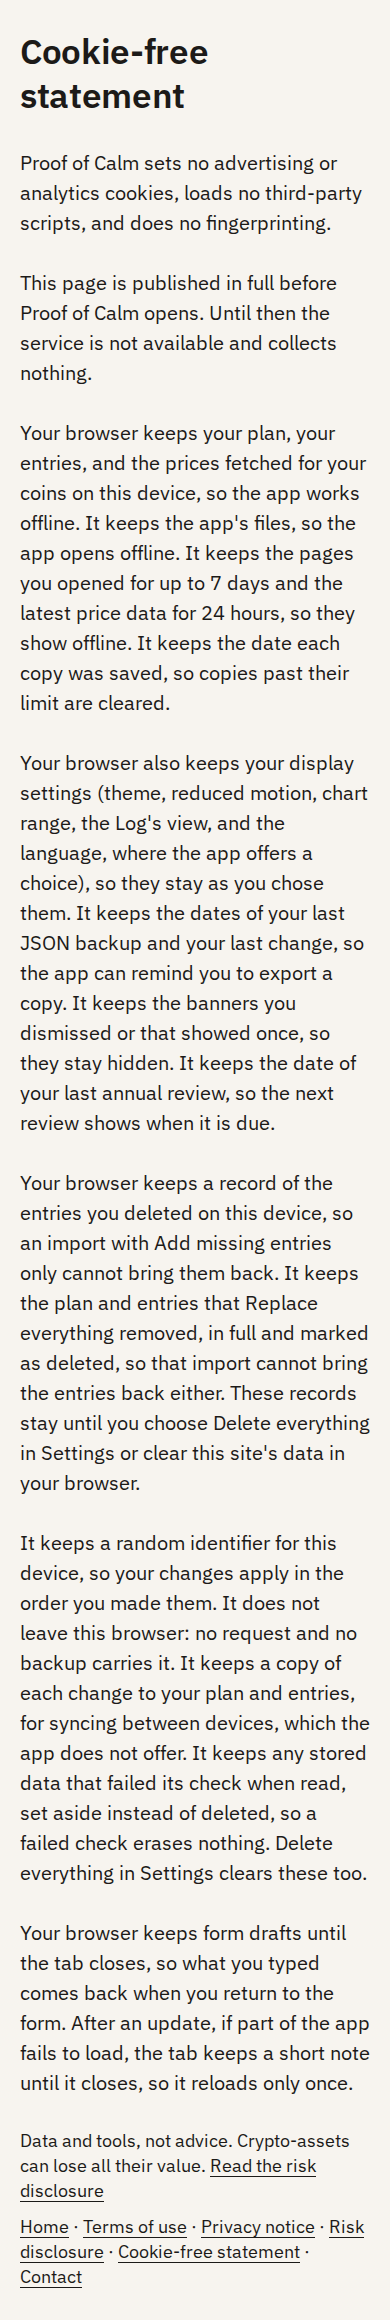 Cookie-free
statement
Proof of Calm sets no advertising or
analytics cookies, loads no third-party
scripts, and does no fingerprinting.
This page is published in full before
Proof of Calm opens. Until then the
service is not available and collects
nothing.
Your browser keeps your plan, your
entries, and the prices fetched for your
coins on this device, so the app works
offline. It keeps the app's files, so the
app opens offline. It keeps the pages
you opened for up to 7 days and the
latest price data for 24 hours, so they
show offline. It keeps the date each
copy was saved, so copies past their
limit are cleared.
Your browser also keeps your display
settings (theme, reduced motion, chart
range, the Log's view, and the
language, where the app offers a
choice), so they stay as you chose
them. It keeps the dates of your last
JSON backup and your last change, so
the app can remind you to export a
copy. It keeps the banners you
dismissed or that showed once, so
they stay hidden. It keeps the date of
your last annual review, so the next
review shows when it is due.
Your browser keeps a record of the
entries you deleted on this device, so
an import with Add missing entries
only cannot bring them back. It keeps
the plan and entries that Replace
everything removed, in full and marked
as deleted, so that import cannot bring
the entries back either. These records
stay until you choose Delete everything
in Settings or clear this site's data in
your browser.
It keeps a random identifier for this
device, so your changes apply in the
order you made them. It does not
leave this browser: no request and no
backup carries it. It keeps a copy of
each change to your plan and entries,
for syncing between devices, which the
app does not offer. It keeps any stored
data that failed its check when read,
set aside instead of deleted, so a
failed check erases nothing. Delete
everything in Settings clears these too.
Your browser keeps form drafts until
the tab closes, so what you typed
comes back when you return to the
form. After an update, if part of the app
fails to load, the tab keeps a short note
until it closes, so it reloads only once.
Data and tools, not advice. Crypto-assets
can lose all their value. Read the risk
disclosure
Home · Terms of use · Privacy notice · Risk
disclosure · Cookie-free statement ·
Contact